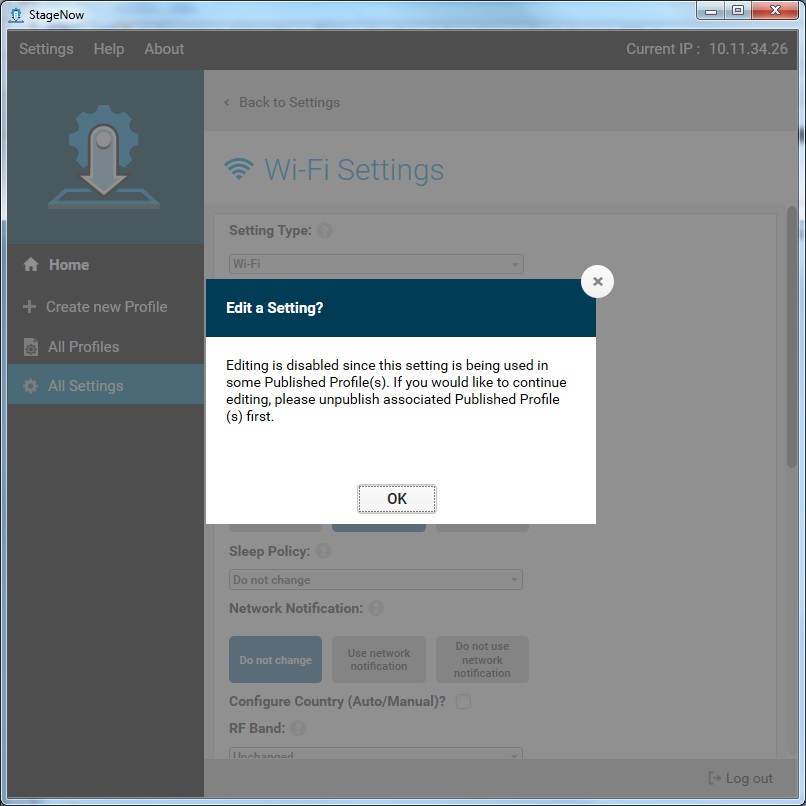 StageNow
Settings Help About Current IP : 10.11.34.26
Back to Settings
Wi-Fi Settings
Setting Type: ?
Wi-Fi
Home
Create new Profile
All Profiles
All Settings
Edit a Setting?
Editing is disabled since this setting is being used in
some Published Profile(s). If you would like to continue
editing, please unpublish associated Published Profile
(s) first.
OK
Sleep Policy: ?
Do not change
Network Notification: ?
Do not change
Use network
notification
Do not use
network
notification
Configure Country (Auto/Manual)?
RF Band: ?
Unchanged
Log out